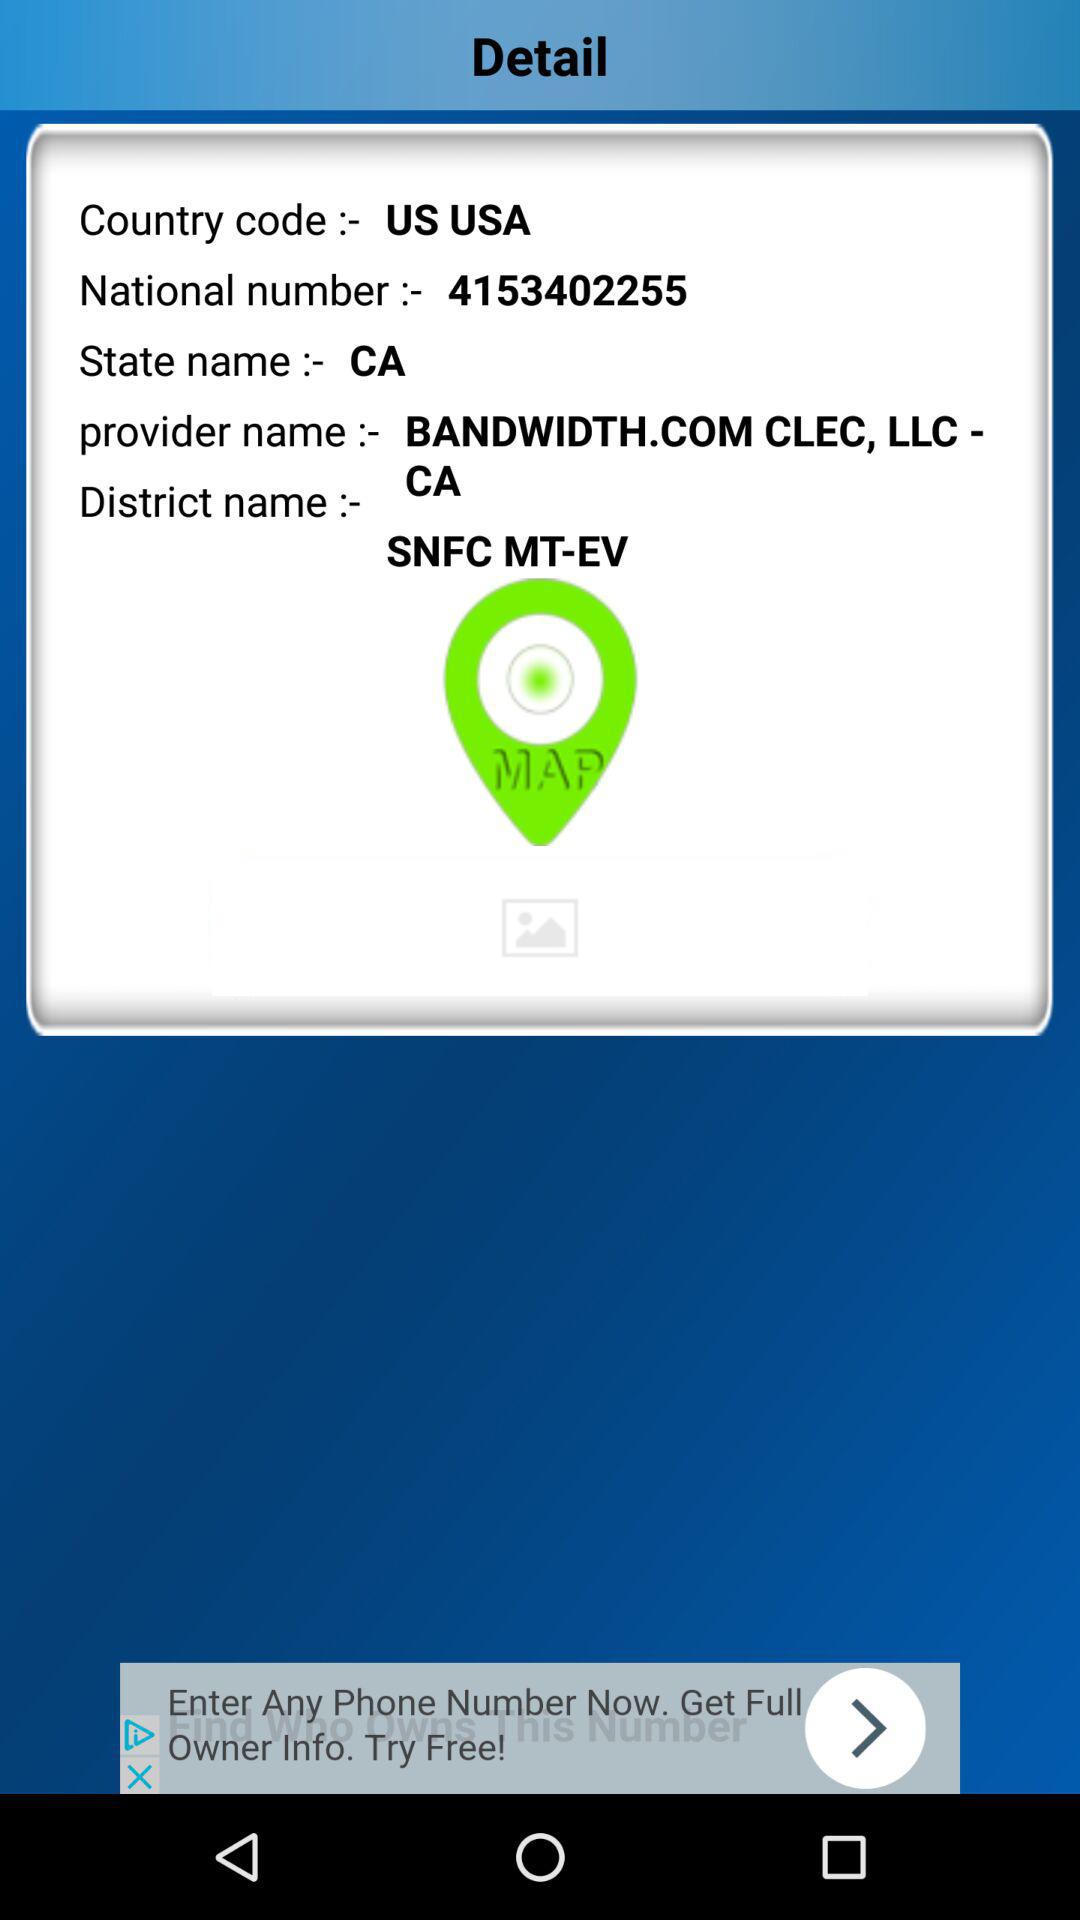 Detail
Country code :- US USA
National number :- 4153402255
State name :- CA
provider name :- BANDWIDTH.COM CLEC, LLC -
CA
District name :-
SNFC MT-EV
MAP
Enter Any Phone Number Now. Get Full
Find Who Owns This Number
Owner Info. Try Free!